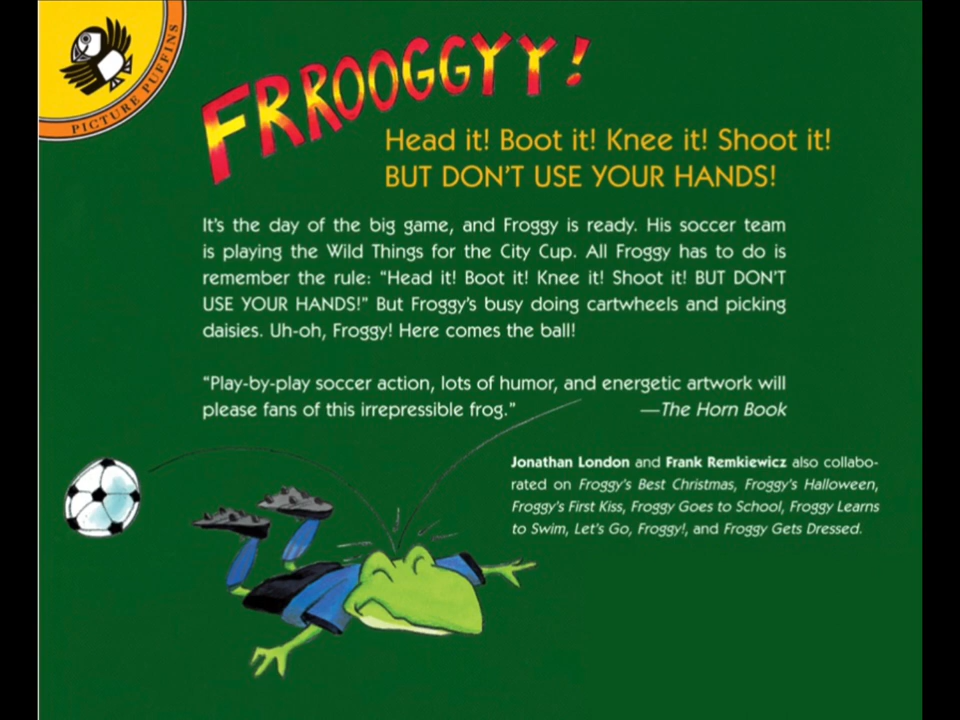 PICTURE PUFFINS
FRROOGGYY!
Head it! Boot it! Knee it! Shoot it!
BUT DON'T USE YOUR HANDS!
It's the day of the big game, and Froggy is ready. His soccer team
is playing the Wild Things for the City Cup. All Froggy has to do is
remember the rule: “Head it! Boot it! Knee it! Shoot it! BUT DON'T
USE YOUR HANDS!” But Froggy's busy doing cartwheels and picking
daisies. Uh-oh, Froggy! Here comes the ball!
“Play-by-play soccer action, lots of humor, and energetic artwork will
please fans of this irrepressible frog.” —The Horn Book
Jonathan London and Frank Remkiewicz also collabo-
rated on Froggy's Best Christmas, Froggy's Halloween,
Froggy's First Kiss, Froggy Goes to School, Froggy Learns
to Swim, Let's Go, Froggy!, and Froggy Gets Dressed.